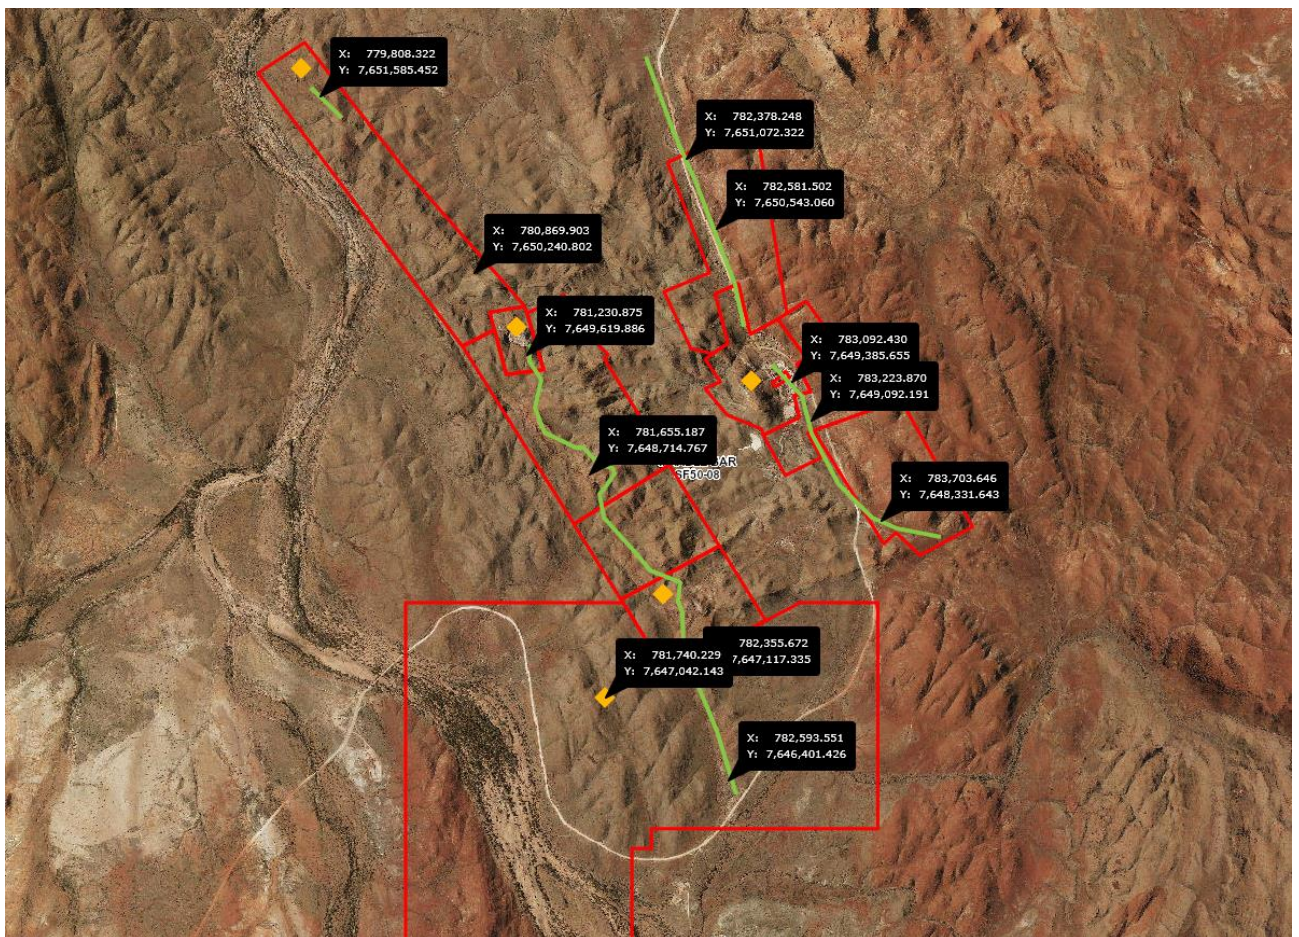 X: 779,808.322
Y: 7,651,585.452
X: 782,378.248
Y: 7,651,072.322
X: 782,581.502
Y: 7,650,543.060
X: 780,869.903
Y: 7,650,240.802
X: 781,230.875
Y: 7,649,619.886
X: 783,092.430
Y: 7,649,385.655
X: 783,223.870
Y: 7,649,092.191
X: 781,655.187
Y: 7,648,714.767
SF50-08
X: 783,703.646
Y: 7,648,331.643
782,355.672
7,647,117.335
X: 781,740.229
Y: 7,647,042.143
X: 782,593.551
Y: 7,646,401.426